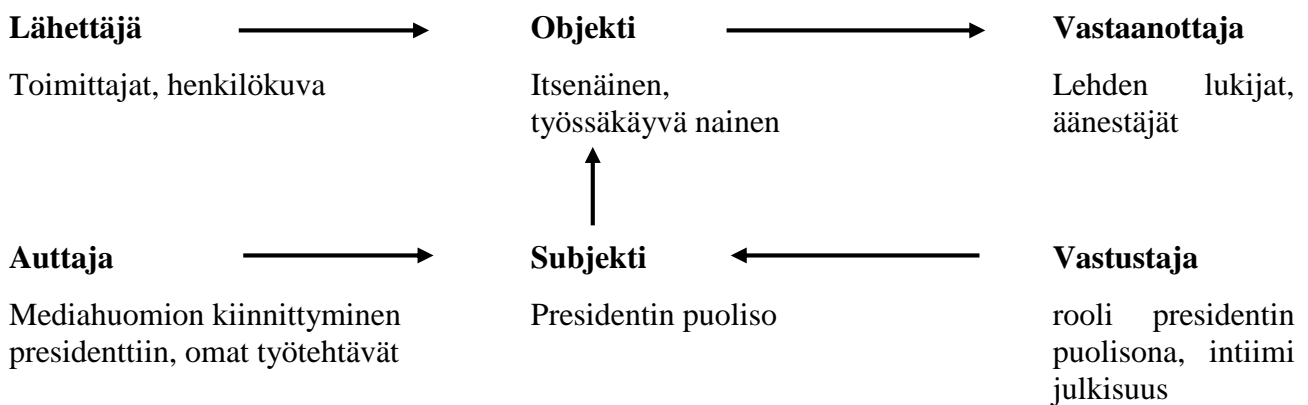 Lähettäjä
Objekti
Vastaanottaja
Toimittajat, henkilökuva
Itsenäinen,
työssäkäyvä nainen
Lehden lukijat,
äänestäjät
Auttaja
Subjekti
Vastustaja
Mediahuomion kiinnittyminen
presidenttiin, omat työtehtävät
Presidentin puoliso
rooli presidentin
puolisona, intiimi
julkisuus